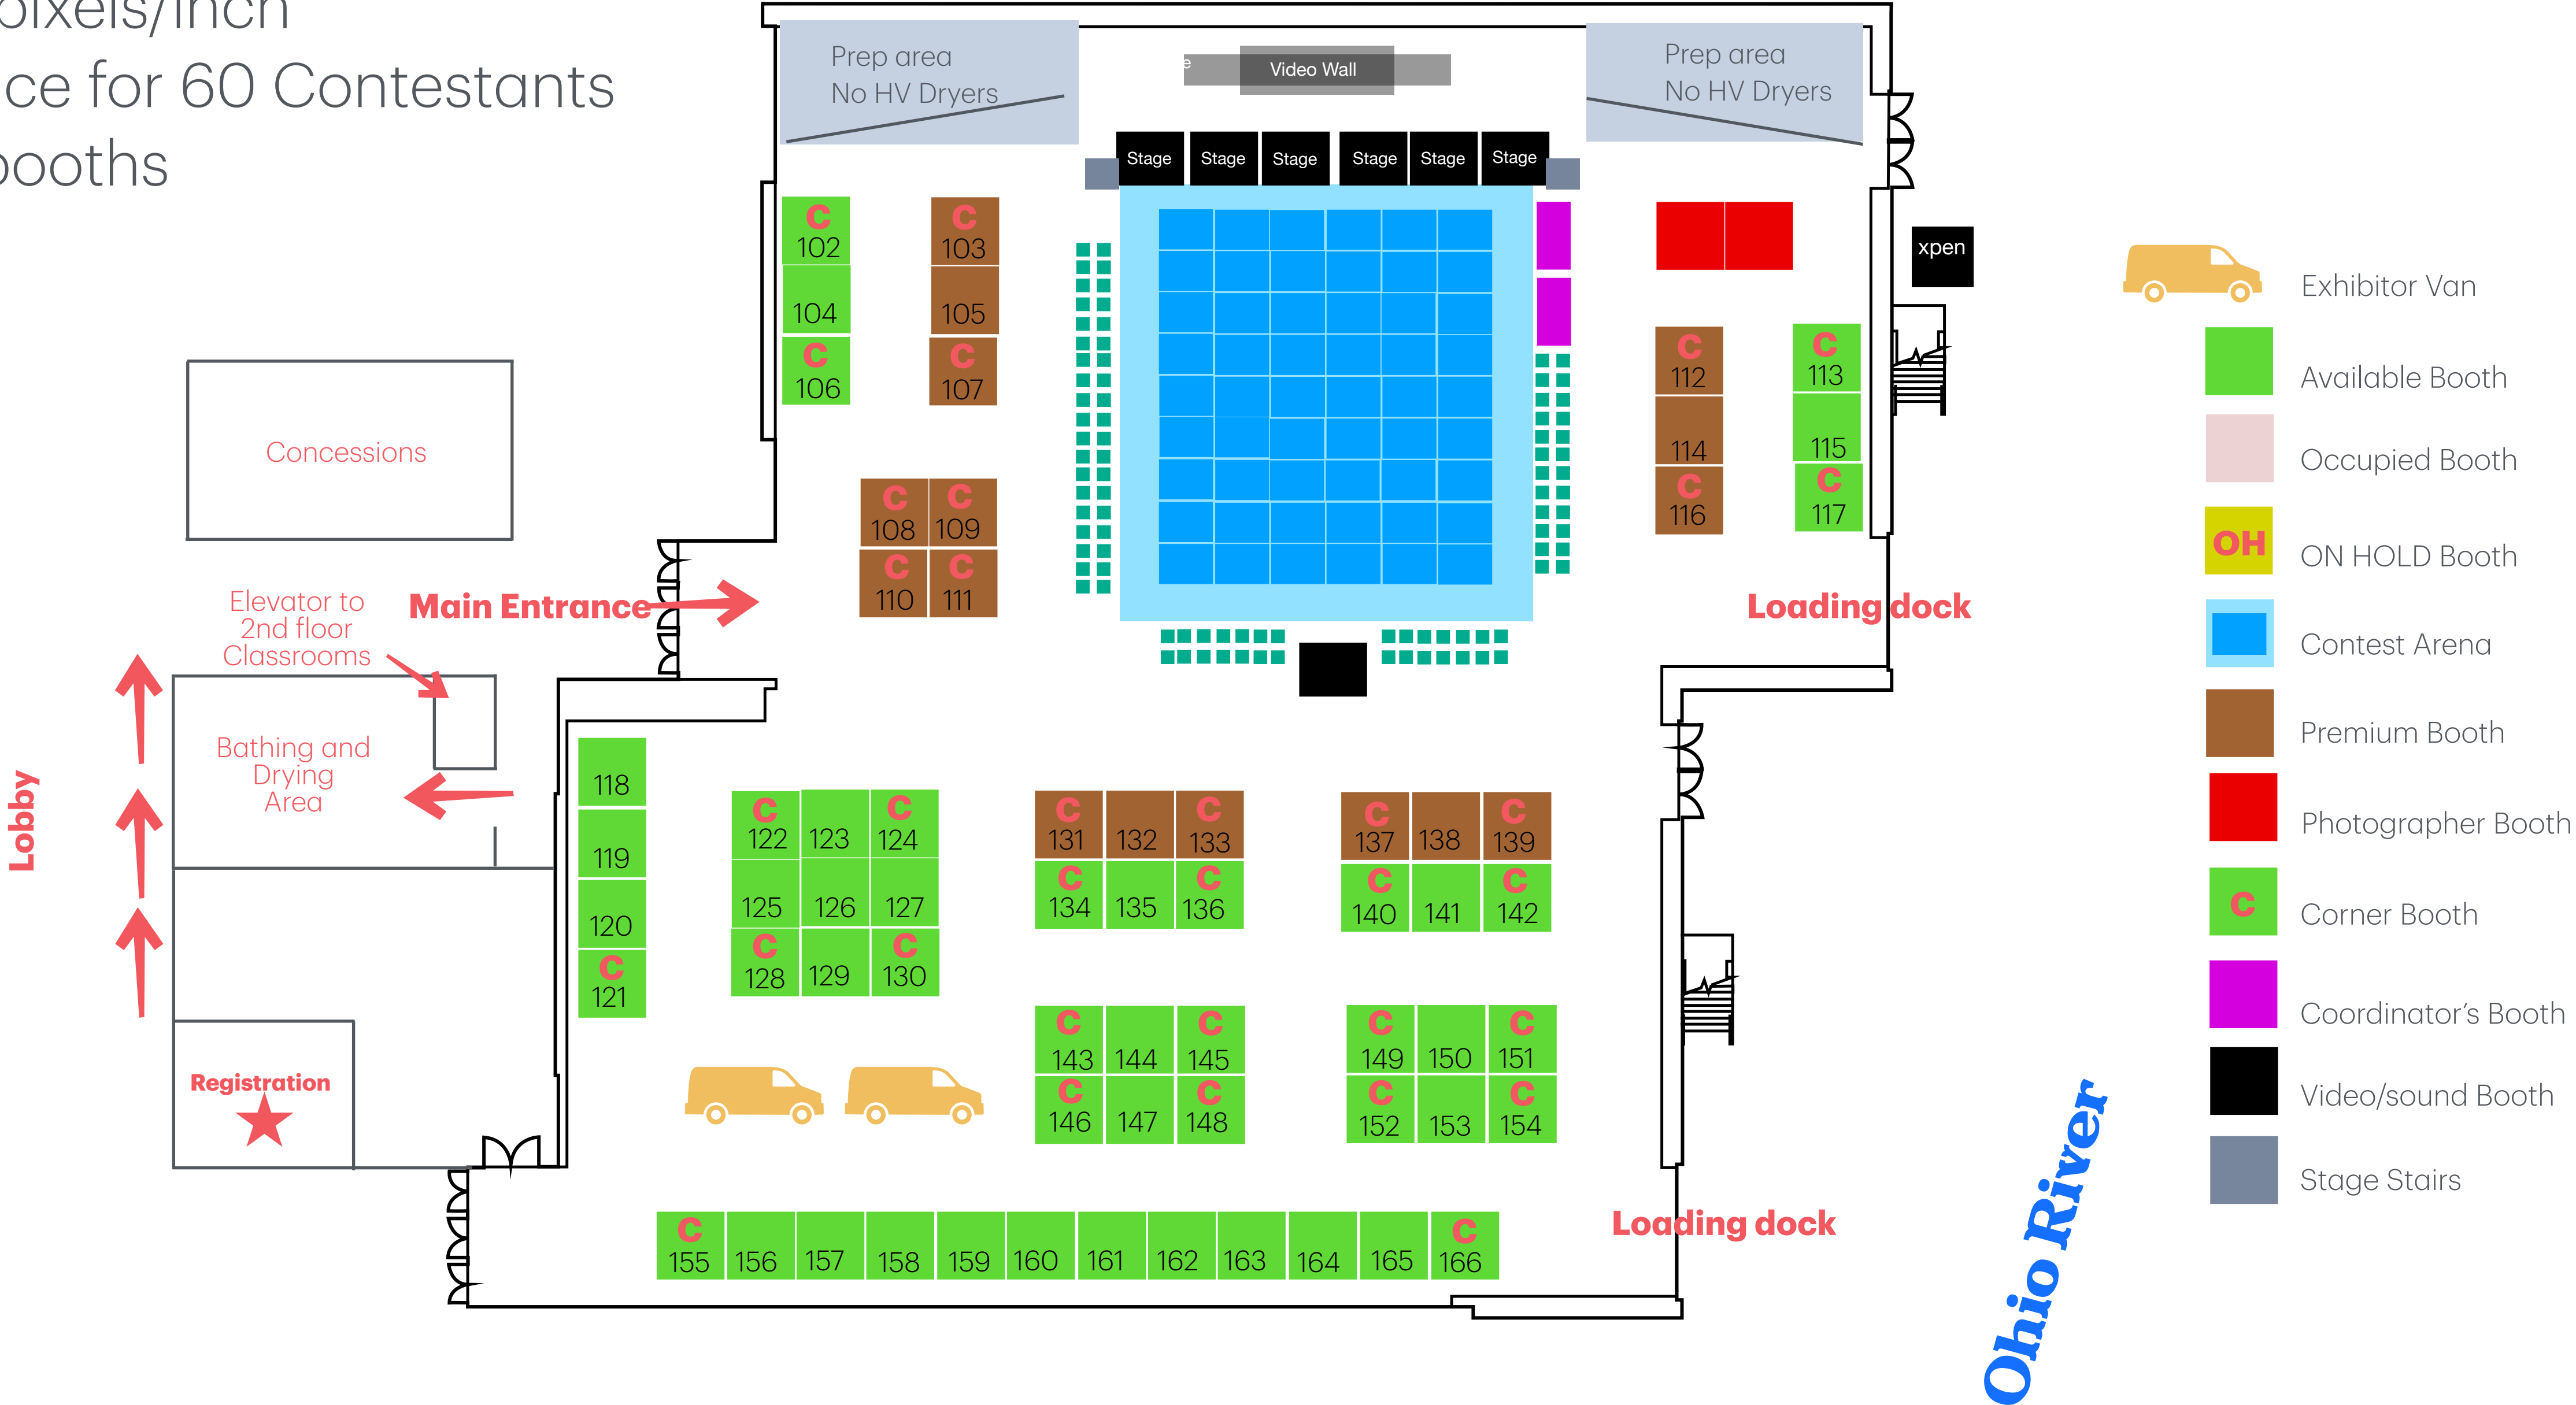 pixels/inch
ce for 60 Contestants
booths
Prep area
No HV Dryers
e
Video Wall
Prep area
No HV Dryers
Stage Stage Stage Stage Stage Stage
C 102
104
C 106
C 103
105
C 107
xpen
C 112
114
C 116
C 113
115
C 117
C 108 C 109
C 110 C 111
Concessions
Main Entrance
Elevator to
2nd floor
Classrooms
Bathing and
Drying
Area
Lobby
Registration
Loading dock
118
119
120
C 121
C 122 123 C 124
125 126 127
C 128 129 C 130
C 131 132 C 133
C 134 135 C 136
C 137 138 C 139
C 140 141 C 142
C 143 144 C 145
C 146 147 C 148
C 149 150 C 151
C 152 153 C 154
C 155 156 157 158 159 160 161 162 163 164 165 C 166
Loading dock
Ohio River
Exhibitor Van
Available Booth
Occupied Booth
OH ON HOLD Booth
Contest Arena
Premium Booth
Photographer Booth
C Corner Booth
Coordinator's Booth
Video/sound Booth
Stage Stairs